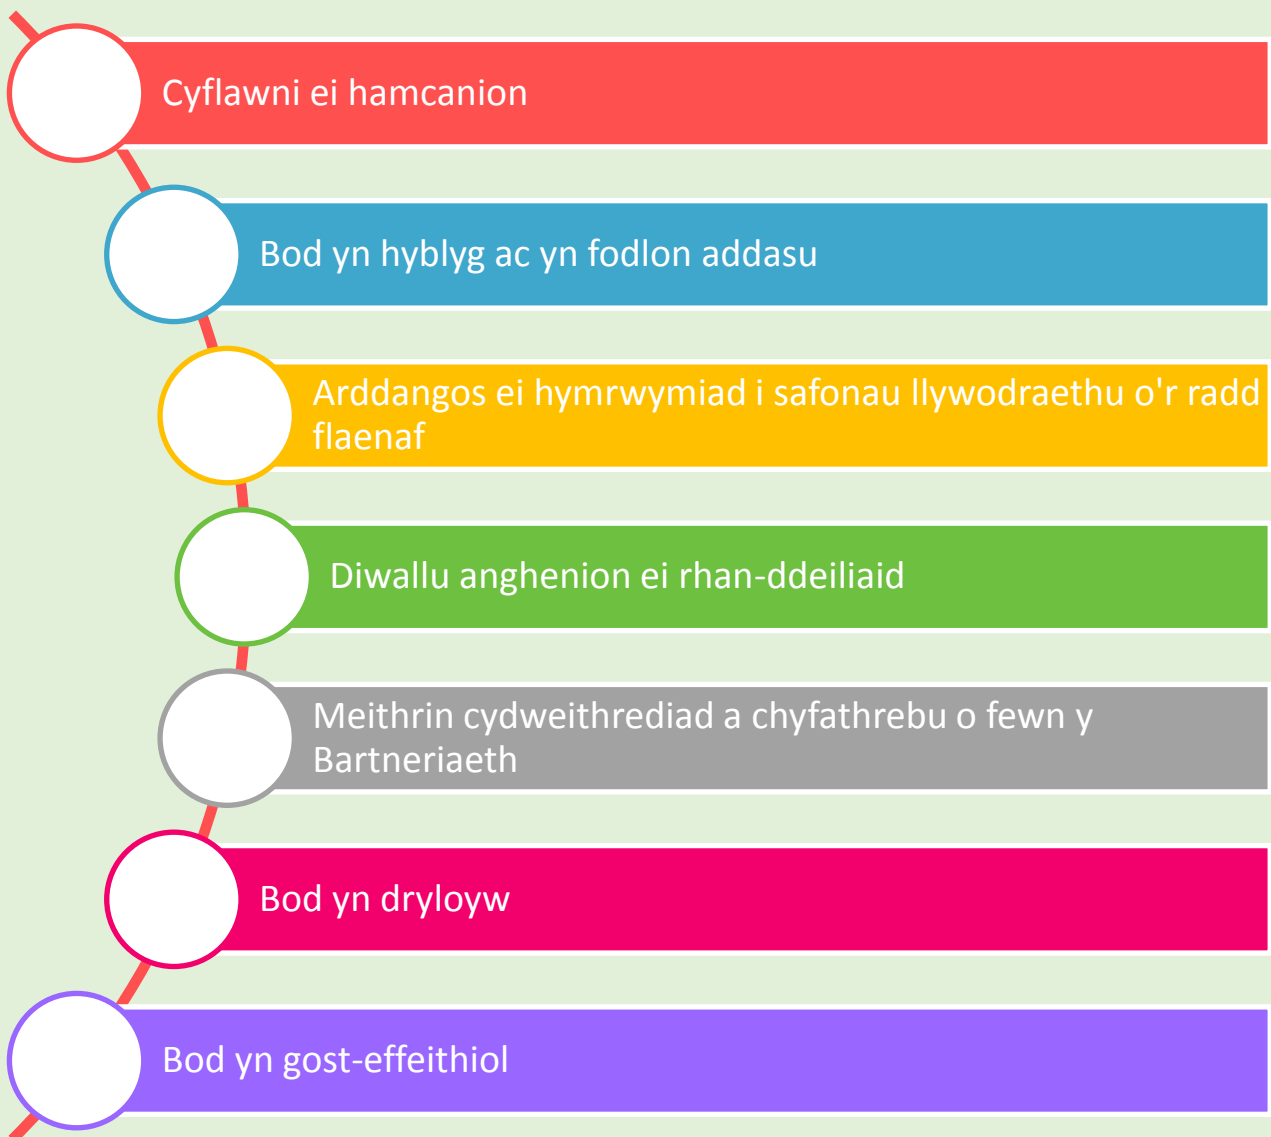 Cyflawni ei hamcanion
Bod yn hyblyg ac yn fodlon addasu
Arddangos ei hymrwymiad i safonau llywodraethu o'r radd
flaenaf
Diwallu anghenion ei rhan-ddeiliaid
Meithrin cydweithrediad a chyfathrebu o fewn y
Bartneriaeth
Bod yn dryloyw
Bod yn gost-effeithiol